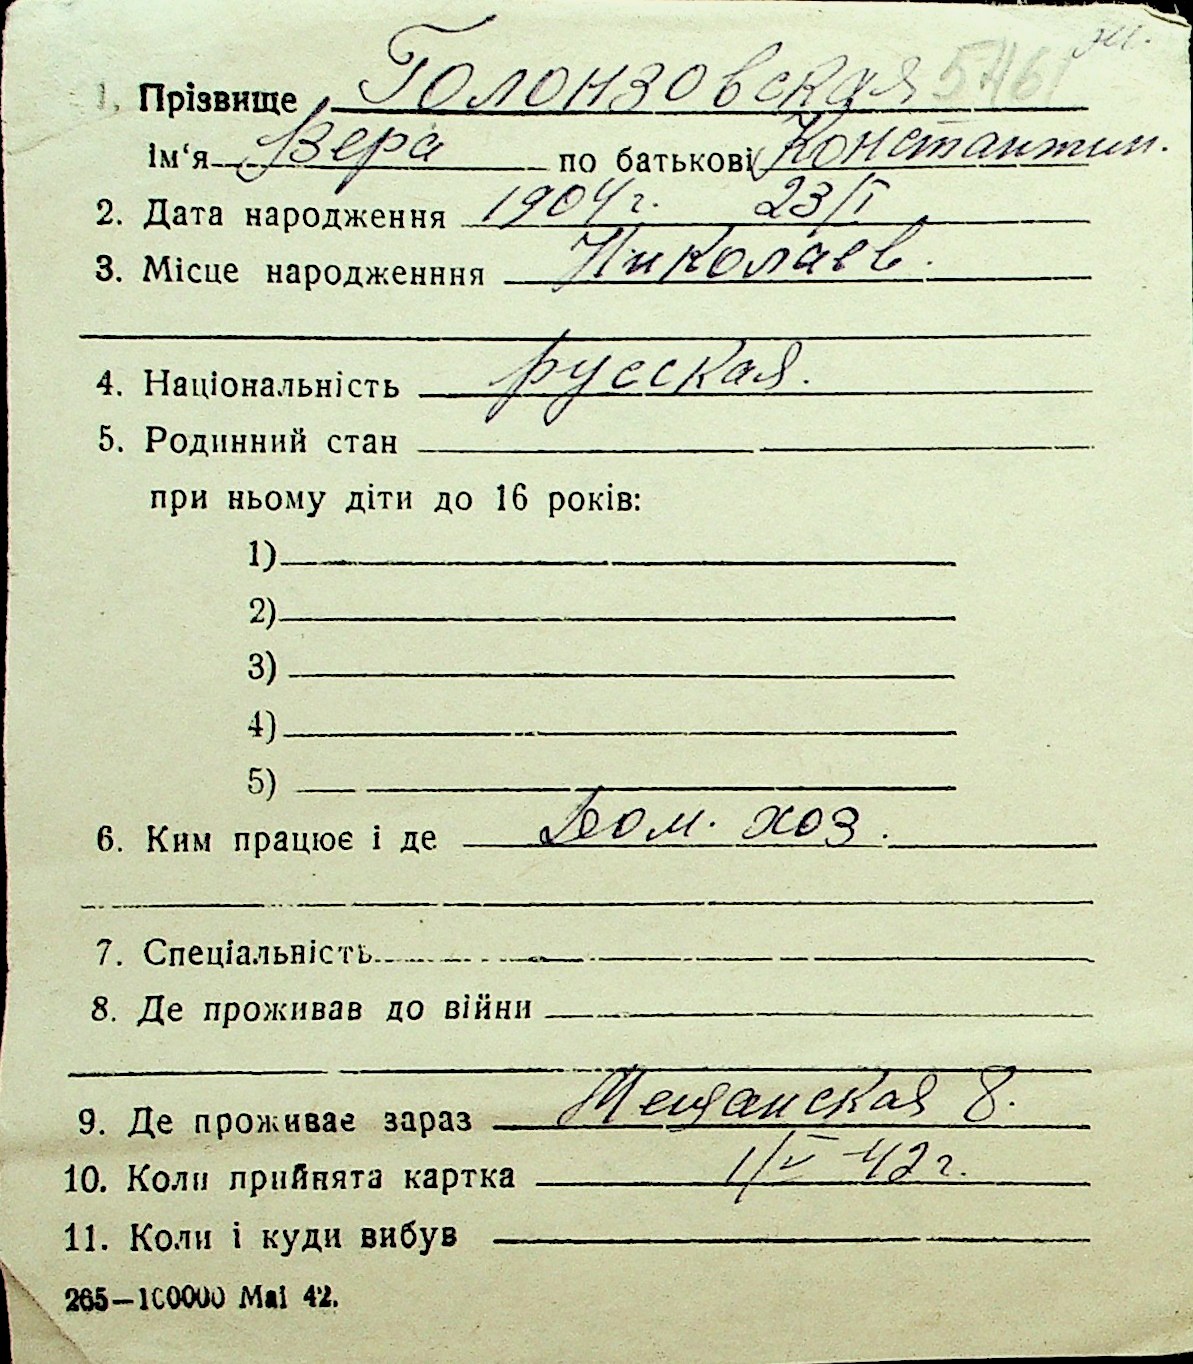 1. Прізвище Голонзовская 5461
ім‘я Вера по батькові Константин.
2. Дата народження 1904 г. 23/I
3. Місце народженння Николаев.
4. Національність русская.
5. Родинний стан
при ньому діти до 16 років:
1)
2)
3)
4)
5)
6. Ким працює і де Дом. хоз.
7. Спеціальність
8. Де проживав до війни
9. Де проживає зараз Мещанская 8.
10. Коли прийнята картка 1/V-42 г.
11. Коли і куди вибув
265—100000 Маі 42.